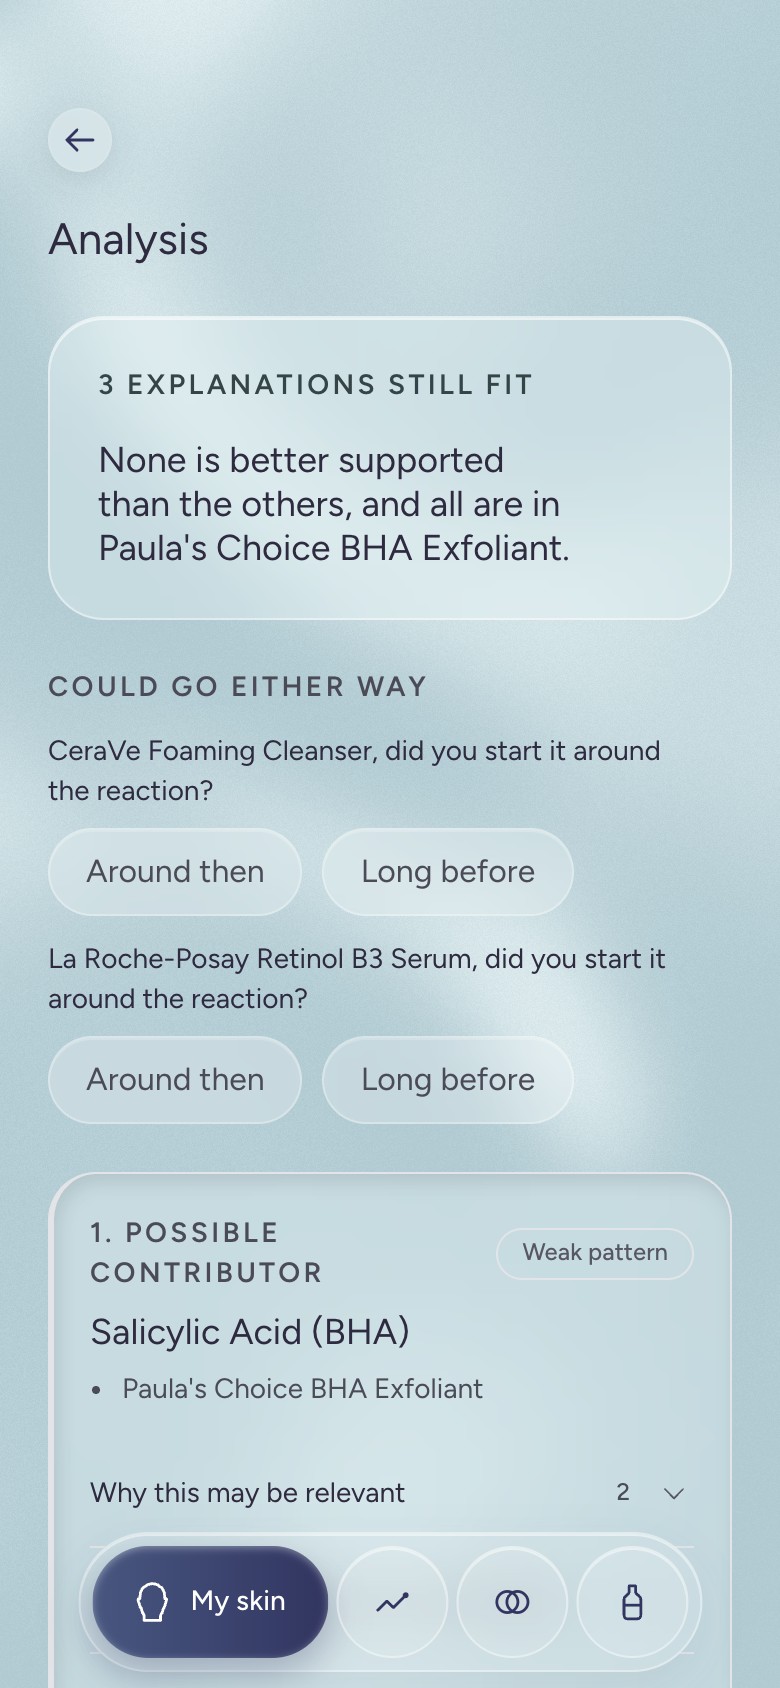 Analysis
3 EXPLANATIONS STILL FIT
None is better supported
than the others, and all are in
Paula's Choice BHA Exfoliant.
COULD GO EITHER WAY
CeraVe Foaming Cleanser, did you start it around
the reaction?
Around then
Long before
La Roche-Posay Retinol B3 Serum, did you start it
around the reaction?
Around then
Long before
1. POSSIBLE
CONTRIBUTOR
Weak pattern
Salicylic Acid (BHA)
• Paula's Choice BHA Exfoliant
Why this may be relevant 2
My skin